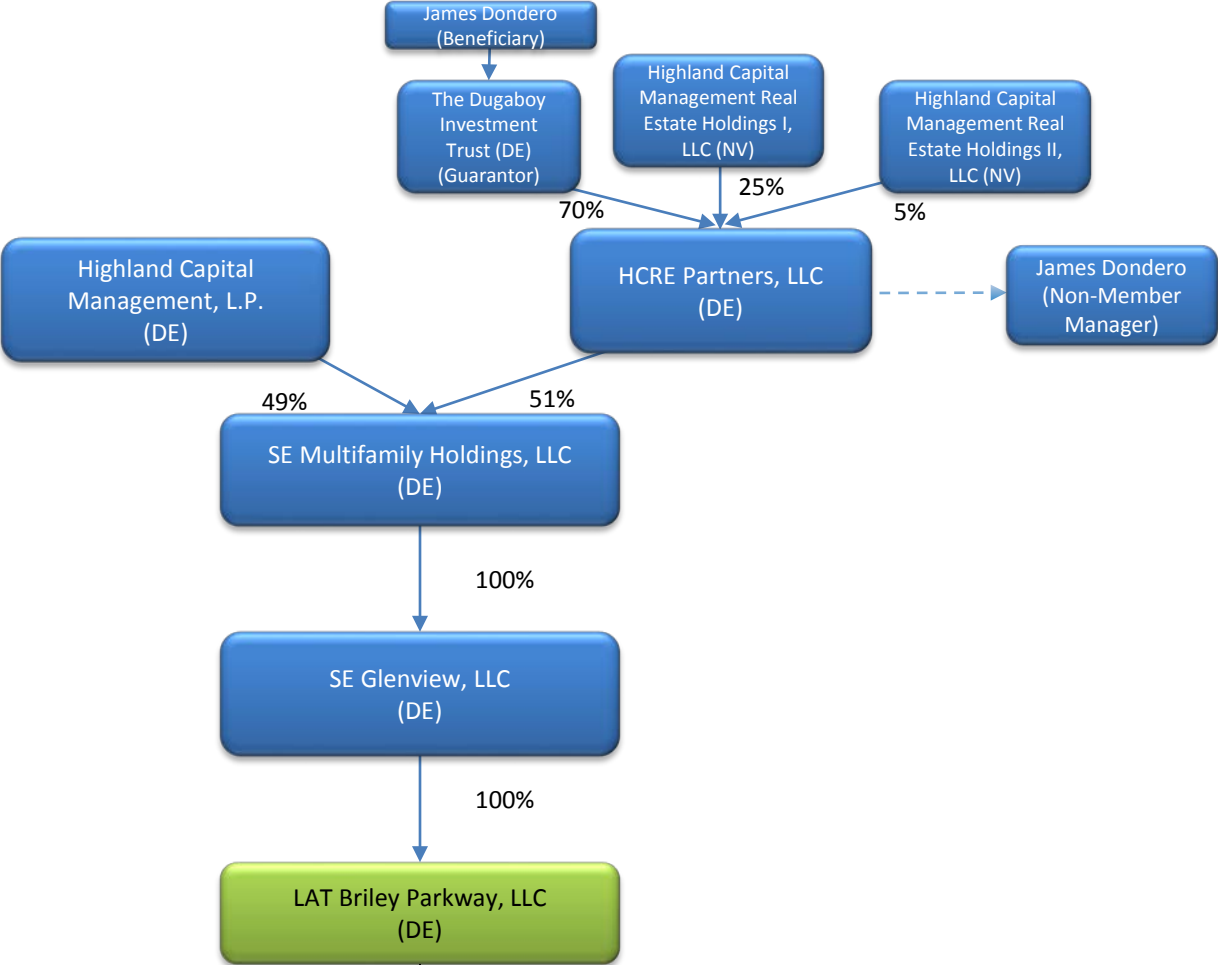 James Dondero
(Beneficiary)
The Dugaboy
Investment
Trust (DE)
(Guarantor)
Highland Capital
Management Real
Estate Holdings I,
LLC (NV)
Highland Capital
Management Real
Estate Holdings II,
LLC (NV)
70%
25%
5%
Highland Capital
Management, L.P.
(DE)
HCRE Partners, LLC
(DE)
James Dondero
(Non-Member
Manager)
49%
51%
SE Multifamily Holdings, LLC
(DE)
100%
SE Glenview, LLC
(DE)
100%
LAT Briley Parkway, LLC
(DE)